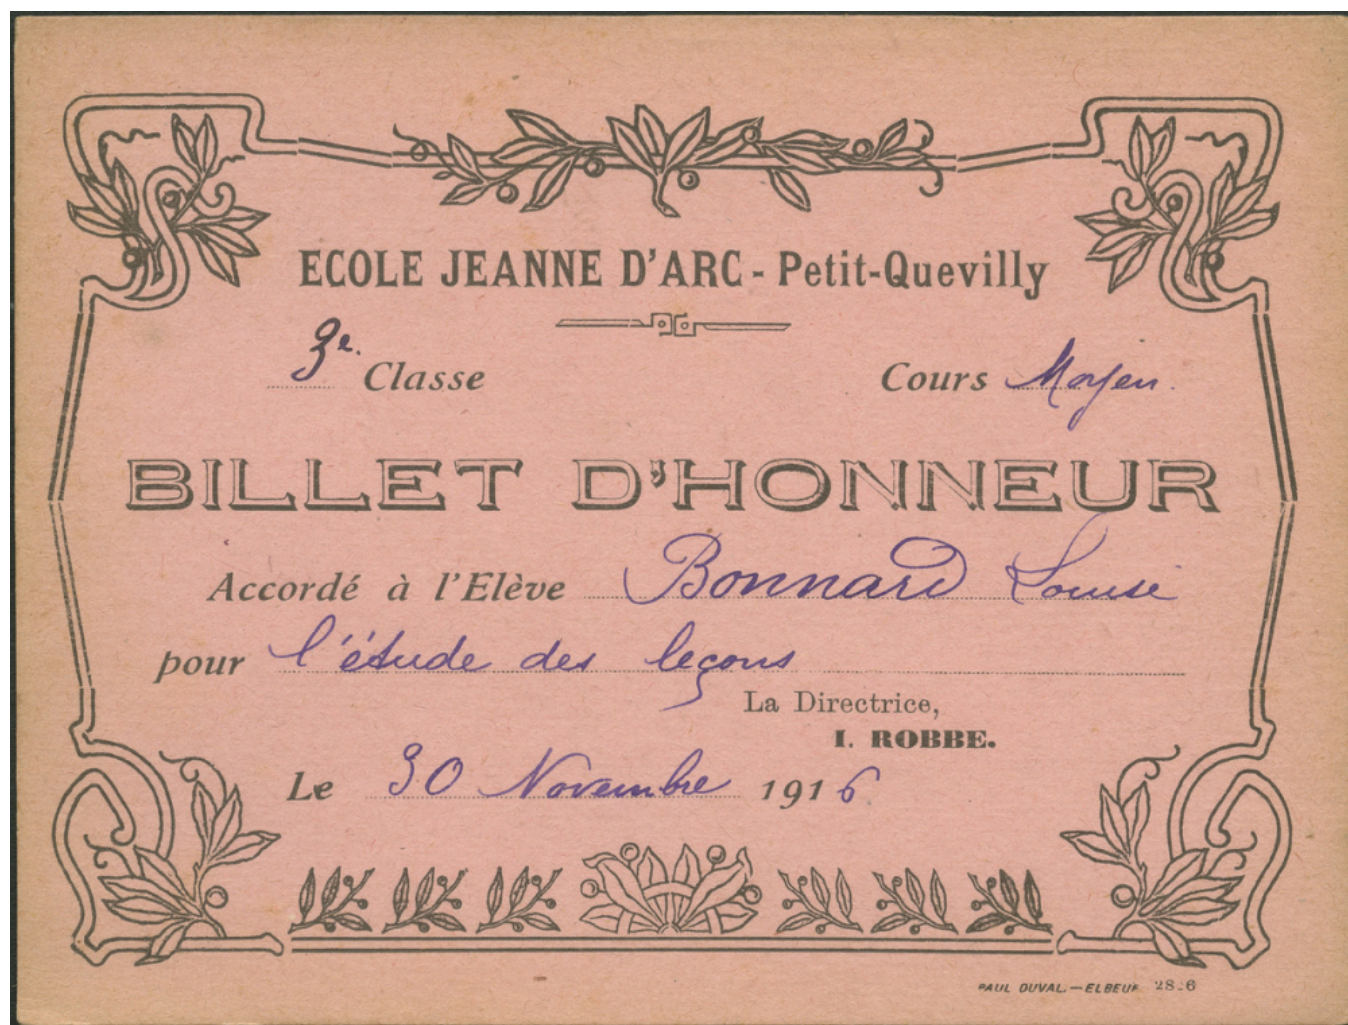 ECOLE JEANNE D'ARC - Petit-Quevilly
3e. Classe Cours Moyen.
BILLET D'HONNEUR
Accordé à l'Elève Bonnard Louise
pour l'étude des leçons
La Directrice,
I. ROBBE.
Le 30 Novembre 1916
PAUL DUVAL. — ELBEUF